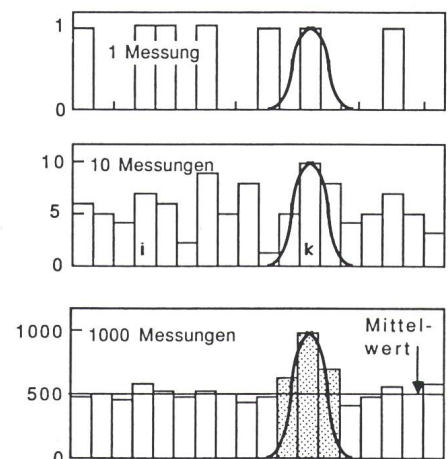 1
1 Messung
0
10
10 Messungen
5
i
k
0
1000
1000 Messungen
Mittel-
wert
500
0